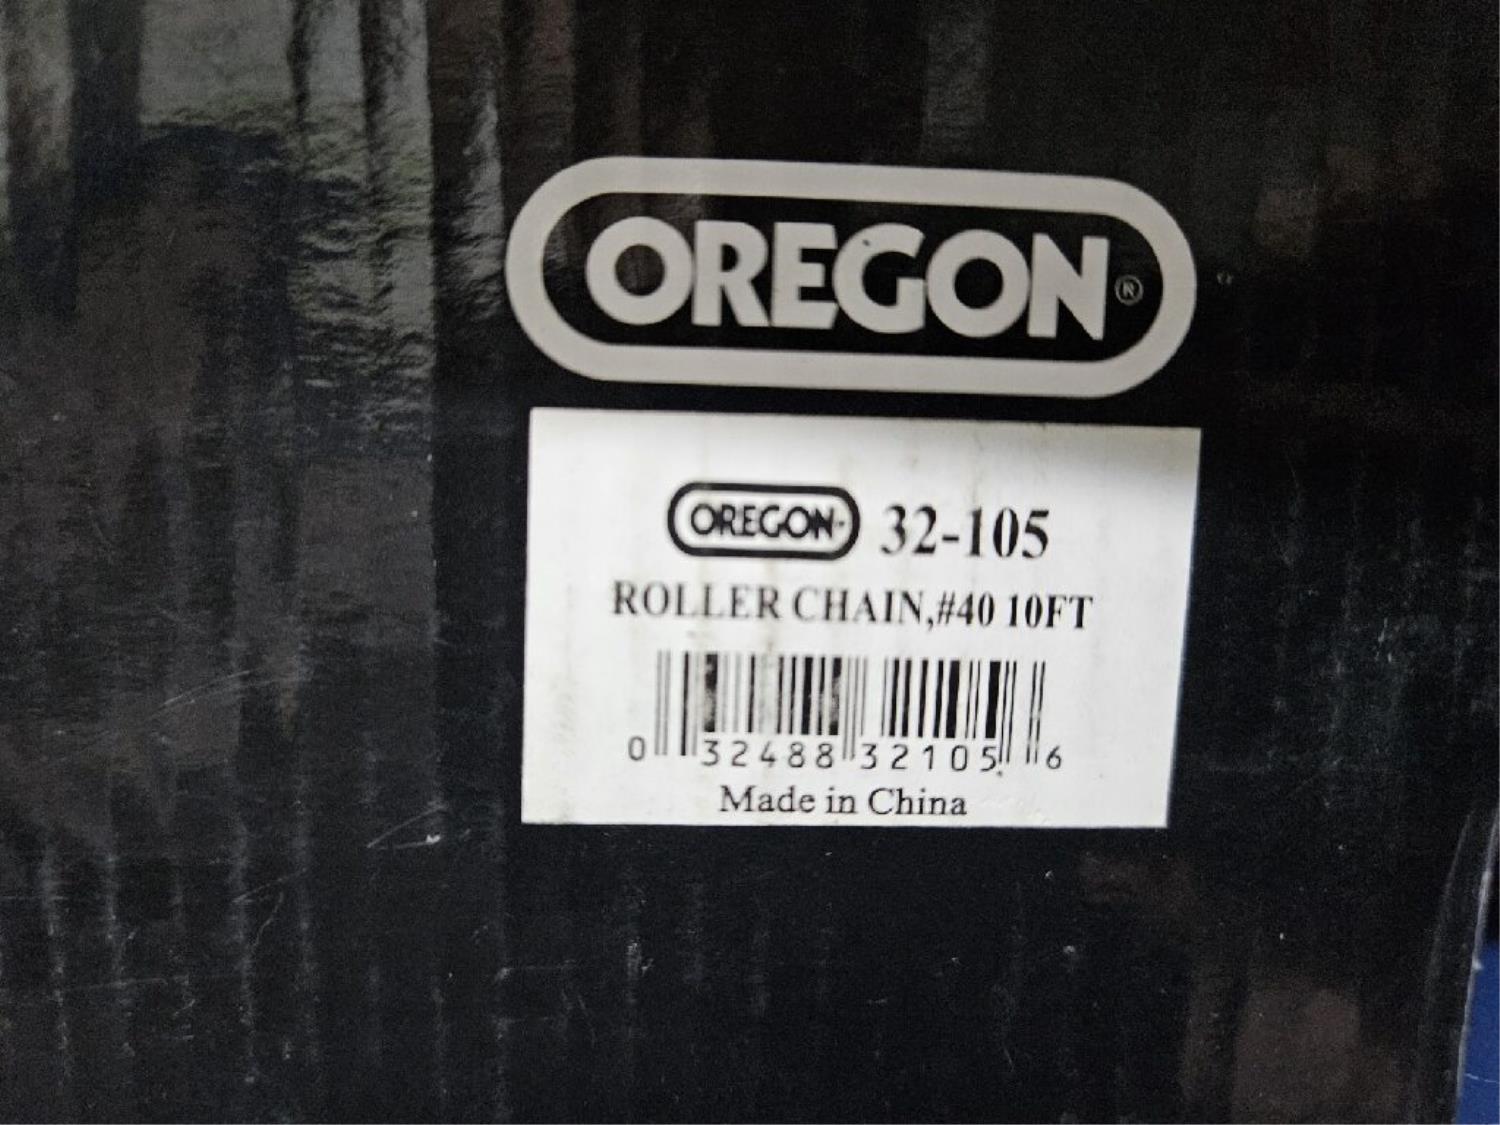 OREGON®
OREGON 32-105
ROLLER CHAIN,#40 10FT
0 32488 32105 6
Made in China